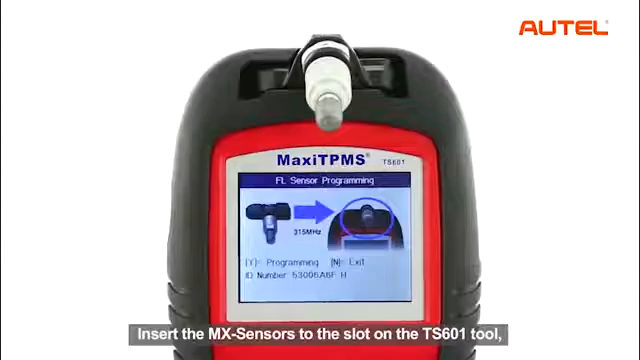 AUTEL
MaxiTPMS® TS601
FL Sensor Programming
315MHz
[Y]= Programming [N]= Exit
ID Number: 53006A6F H
Insert the MX-Sensors to the slot on the TS601 tool,